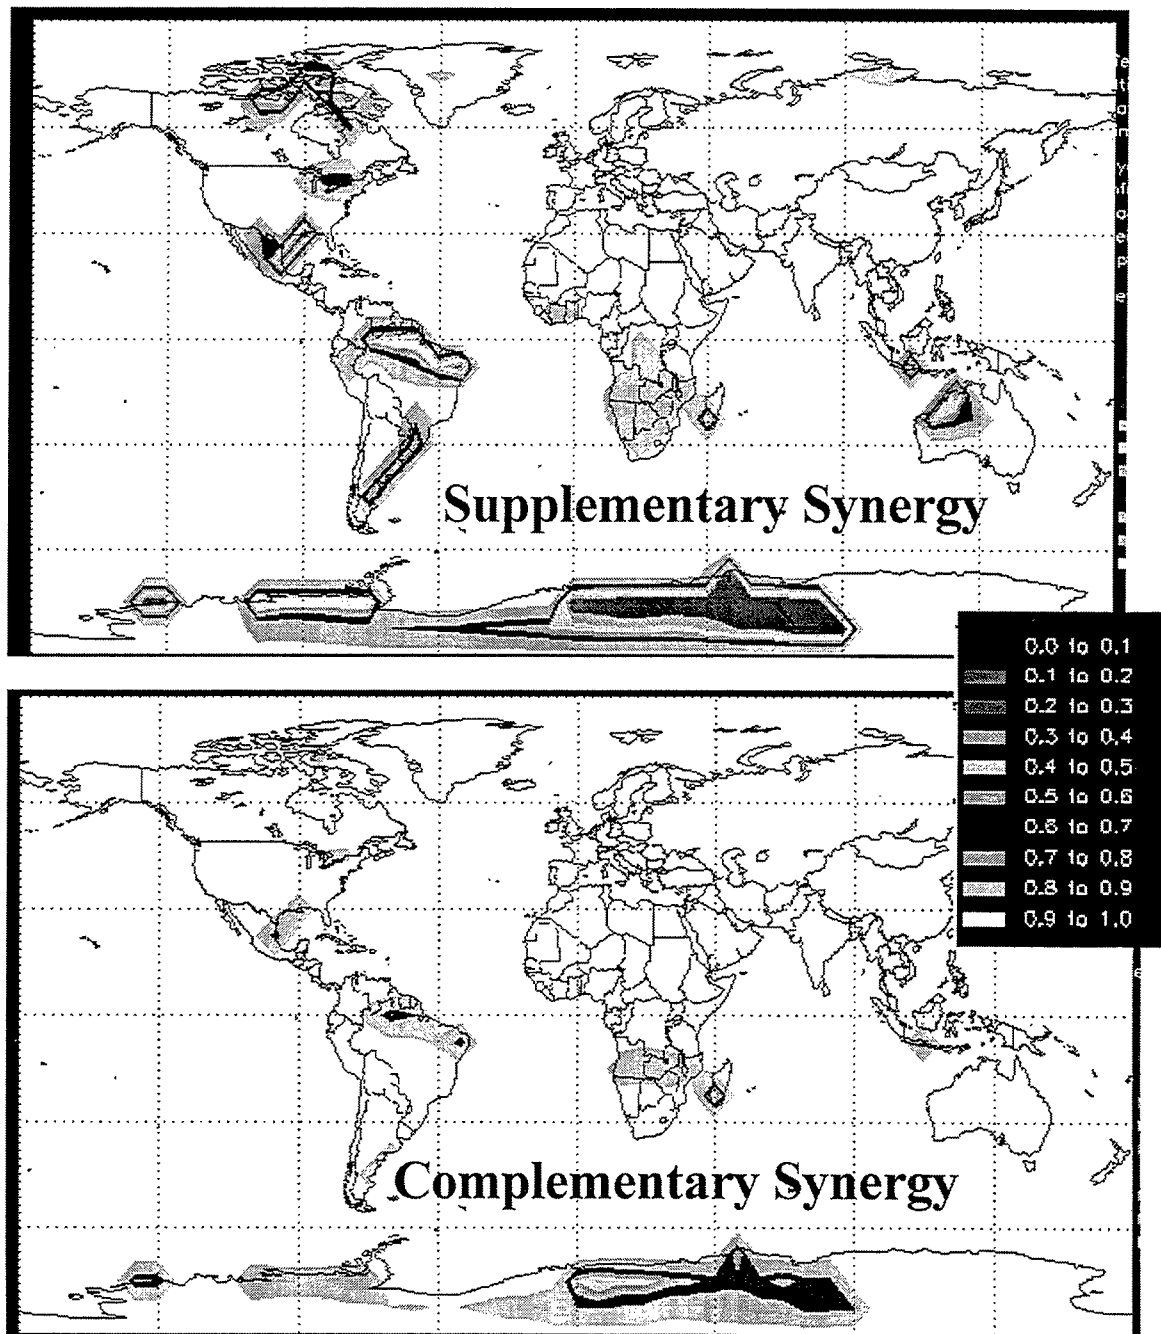 Supplementary Synergy
0.0 to 0.1
0.1 to 0.2
0.2 to 0.3
0.3 to 0.4
0.4 to 0.5
0.5 to 0.6
0.6 to 0.7
0.7 to 0.8
0.8 to 0.9
0.9 to 1.0
Complementary Synergy